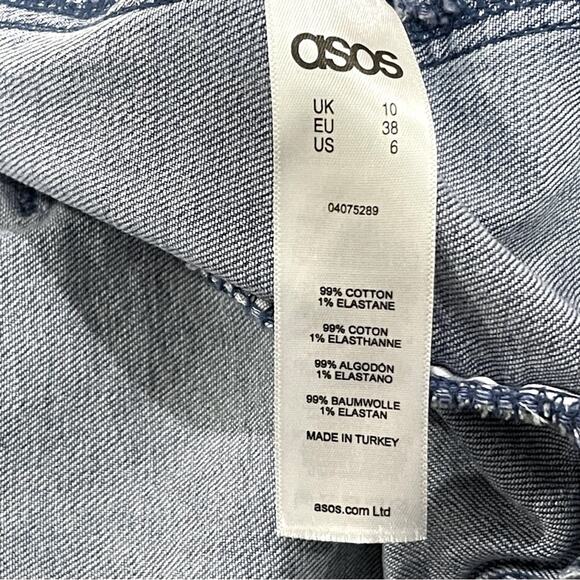 asos
UK 10
EU 38
US 6
04075289
99% COTTON
1% ELASTANE
99% COTON
1% ELASTHANNE
99% ALGODÓN
1% ELASTANO
99% BAUMWOLLE
1% ELASTAN
MADE IN TURKEY
asos.com Ltd